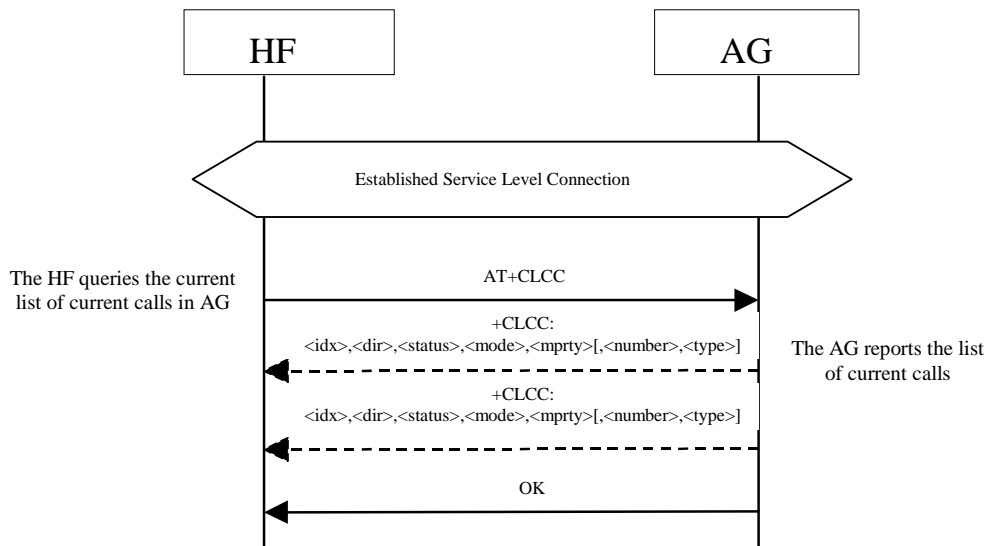 HF
AG
Established Service Level Connection
The HF queries the current
list of current calls in AG
AT+CLCC
+CLCC:
<idx>,<dir>,<status>,<mode>,<mprty>[,<number>,<type>]
The AG reports the list
of current calls
+CLCC:
<idx>,<dir>,<status>,<mode>,<mprty>[,<number>,<type>]
OK